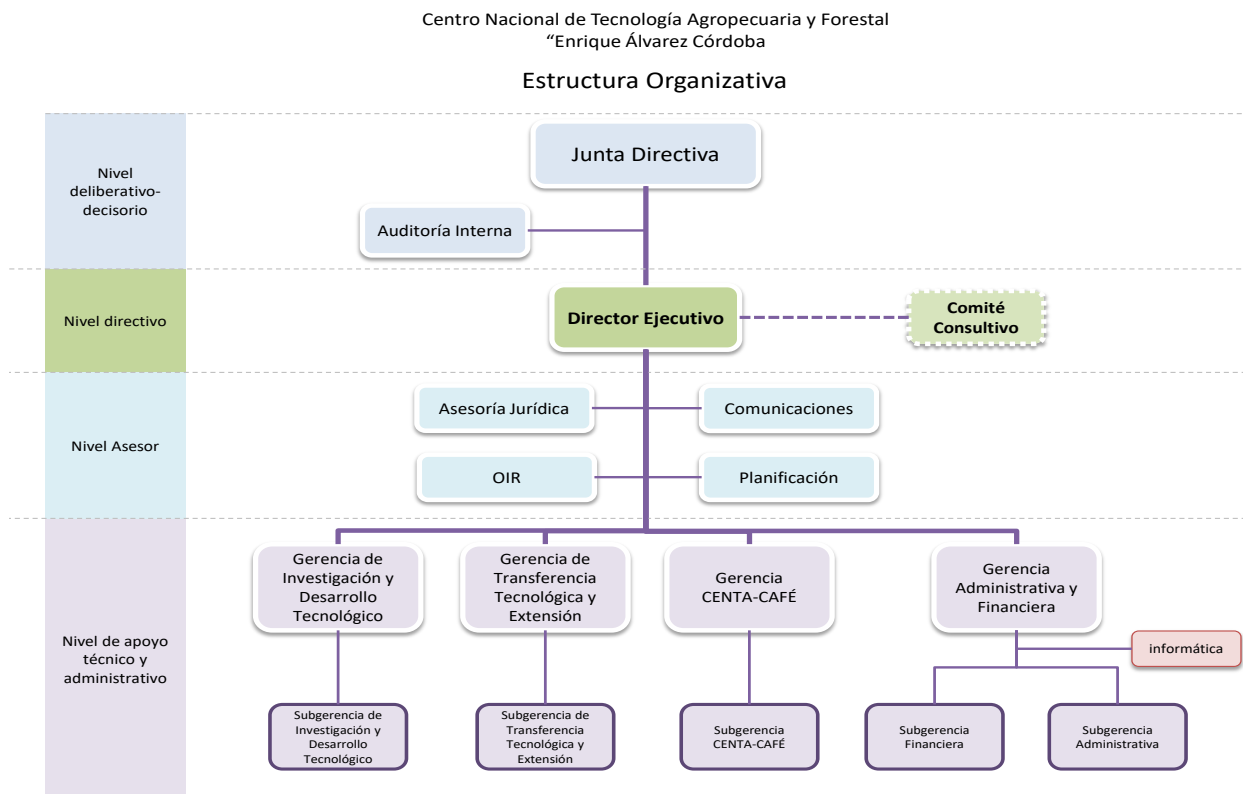 Centro Nacional de Tecnología Agropecuaria y Forestal
“Enrique Álvarez Córdoba
Estructura Organizativa
Nivel
deliberativo-
decisorio
Junta Directiva
Auditoría Interna
Nivel directivo
Director Ejecutivo
Comité
Consultivo
Nivel Asesor
Asesoría Jurídica
Comunicaciones
OIR
Planificación
Nivel de apoyo
técnico y
administrativo
Gerencia de
Investigación y
Desarrollo
Tecnológico
Gerencia de
Transferencia
Tecnológica y
Extensión
Gerencia
CENTA-CAFÉ
Gerencia
Administrativa y
Financiera
informática
Subgerencia de
Investigación y
Desarrollo
Tecnológico
Subgerencia de
Transferencia
Tecnológica y
Extensión
Subgerencia
CENTA-CAFÉ
Subgerencia
Financiera
Subgerencia
Administrativa